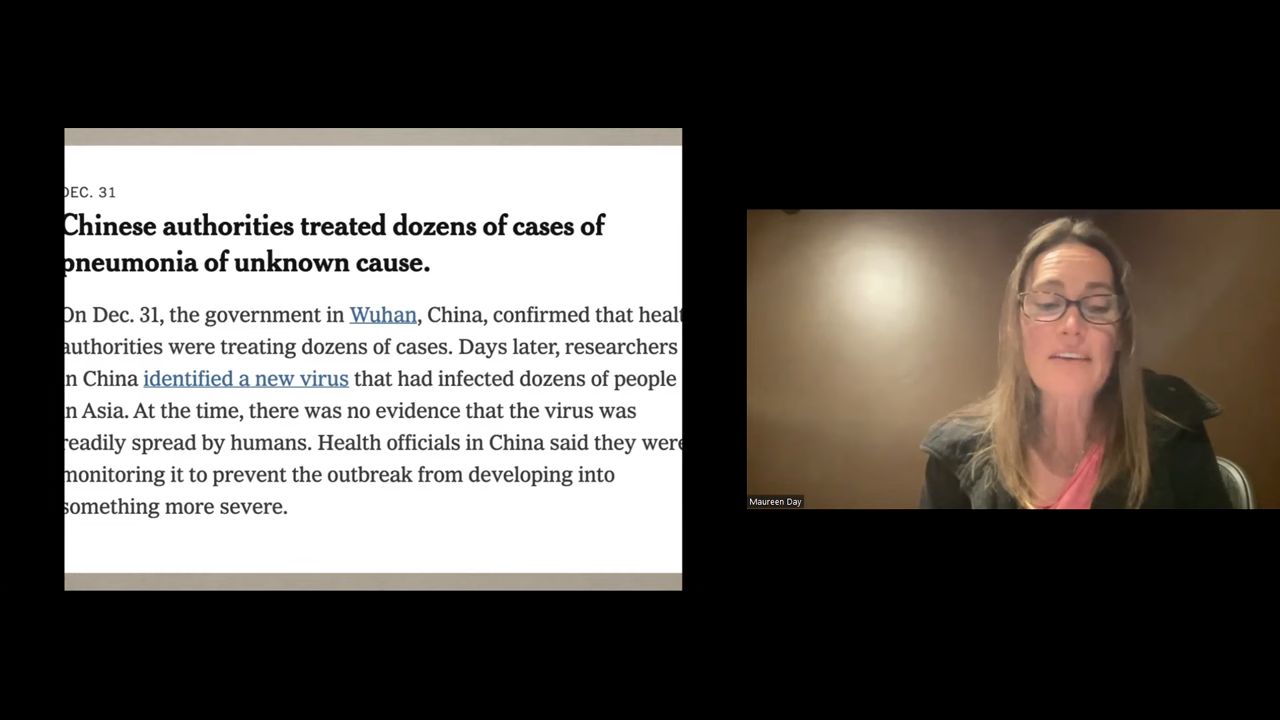 DEC. 31
Chinese authorities treated dozens of cases of
pneumonia of unknown cause.
On Dec. 31, the government in Wuhan, China, confirmed that healt
authorities were treating dozens of cases. Days later, researchers
in China identified a new virus that had infected dozens of people
in Asia. At the time, there was no evidence that the virus was
readily spread by humans. Health officials in China said they were
monitoring it to prevent the outbreak from developing into
something more severe.
Maureen Day